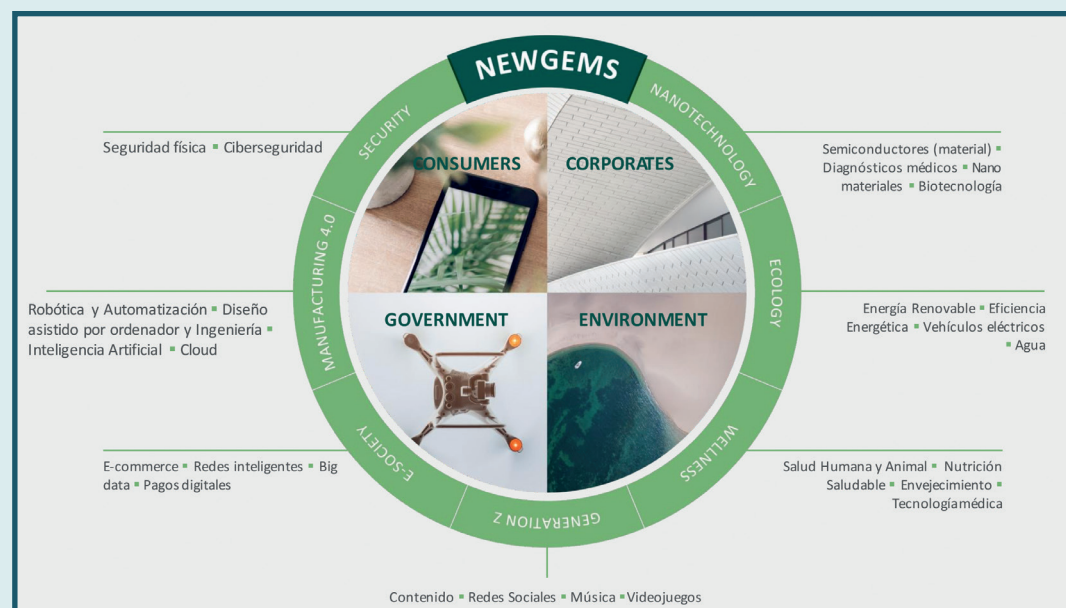 NEWGEMS
SECURITY
NANOTECHNOLOGY
CONSUMERS
CORPORATES
Seguridad física ▪ Ciberseguridad
Semiconductores (material) ▪
Diagnósticos médicos ▪ Nano
materiales ▪ Biotecnología
MANUFACTURING 4.0
ECOLOGY
GOVERNMENT
ENVIRONMENT
Robótica y Automatización ▪ Diseño
asistido por ordenador y Ingeniería ▪
Inteligencia Artificial ▪ Cloud
Energía Renovable ▪ Eficiencia
Energética ▪ Vehículos eléctricos
▪ Agua
E-SOCIETY
WELLNESS
E-commerce ▪ Redes inteligentes ▪ Big
data ▪ Pagos digitales
Salud Humana y Animal ▪ Nutrición
Saludable ▪ Envejecimiento ▪
Tecnologíamédica
GENERATION Z
Contenido ▪ Redes Sociales ▪ Música ▪ Videojuegos